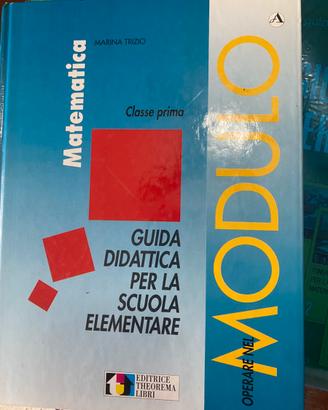 A
MARINA TRIZIO
Matematica
Classe prima
GUIDA
DIDATTICA
PER LA
SCUOLA
ELEMENTARE
OPERARE NEL
MODULO
EDITRICE
THEOREMA
LIBRI